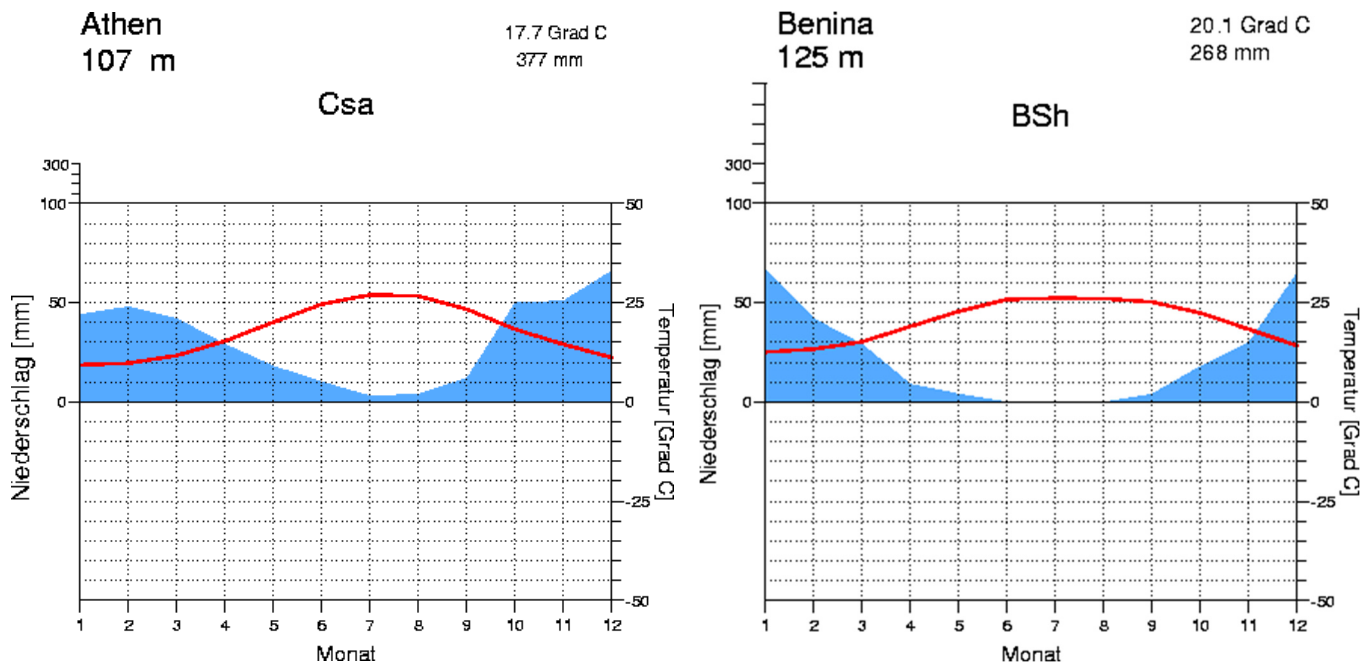 Athen
107 m
17.7 Grad C
377 mm
Csa
300
100
50
0
Niederschlag [mm]
50
25
0
-25
-50
Temperatur [Grad C]
1 2 3 4 5 6 7 8 9 10 11 12
Monat
Benina
125 m
20.1 Grad C
268 mm
BSh
300
100
50
0
Niederschlag [mm]
50
25
0
-25
-50
Temperatur [Grad C]
1 2 3 4 5 6 7 8 9 10 11 12
Monat